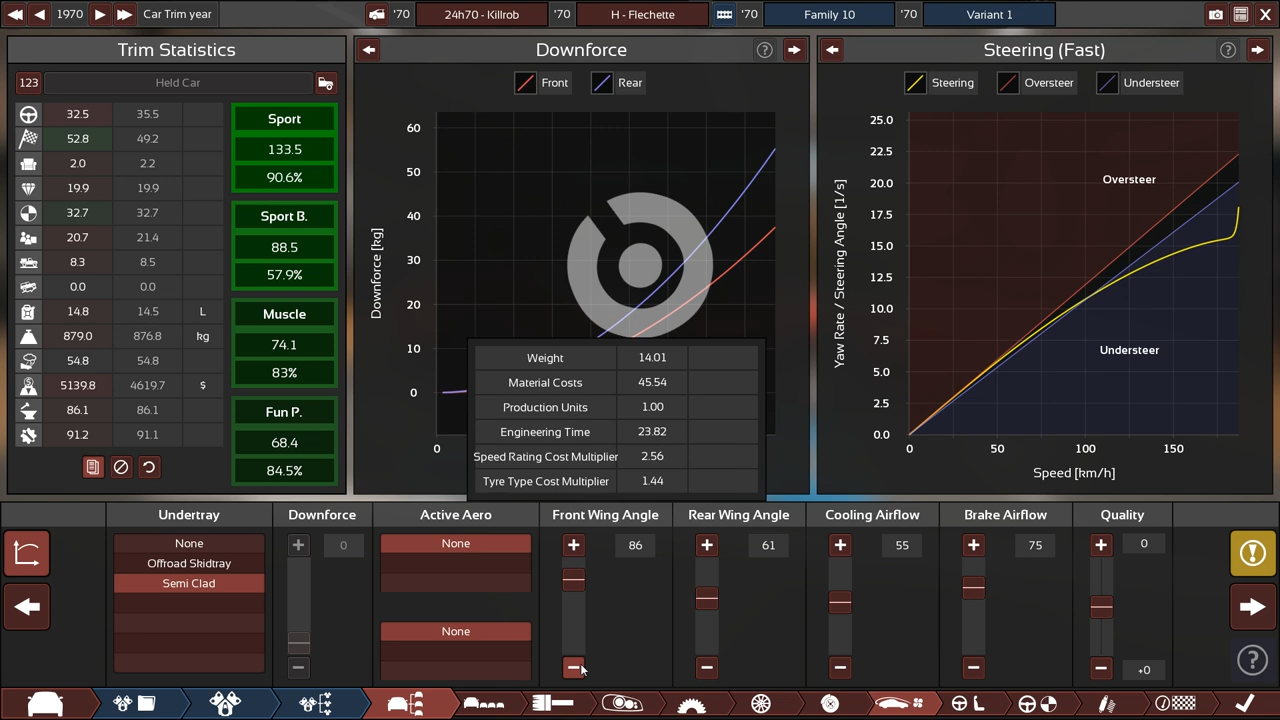 1970 Car Trim year '70 24h70 - Killrob '70 H - Flechette '70 Family 10 '70 Variant 1
Trim Statistics
123 Held Car
32.5 35.5
52.8 49.2
2.0 2.2
19.9 19.9
32.7 32.7
20.7 21.4
8.3 8.5
0.0 0.0
14.8 14.5 L
879.0 876.8 kg
54.8 54.8
5139.8 4619.7 $
86.1 86.1
91.2 91.1
Sport
133.5
90.6%
Sport B.
88.5
57.9%
Muscle
74.1
83%
Fun P.
68.4
84.5%
Downforce ?
Front Rear
Downforce [kg]
60
50
40
30
20
10
0
0
Weight 14.01
Material Costs 45.54
Production Units 1.00
Engineering Time 23.82
Speed Rating Cost Multiplier 2.56
Tyre Type Cost Multiplier 1.44
Steering (Fast) ?
Steering Oversteer Understeer
Yaw Rate / Steering Angle [1/s]
25.0
22.5
20.0
17.5
15.0
12.5
10.0
7.5
5.0
2.5
0.0
Oversteer
Understeer
0 50 100 150
Speed [km/h]
Undertray
None
Offroad Skidtray
Semi Clad
Downforce
+ 0
−
Active Aero
None
None
Front Wing Angle
+ 86
−
Rear Wing Angle
+ 61
−
Cooling Airflow
+ 55
−
Brake Airflow
+ 75
−
Quality
+ 0
− +0
!
?